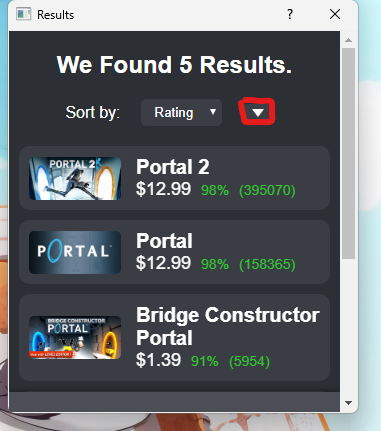 Results
?
We Found 5 Results.
Sort by: Rating
PORTAL 2
Portal 2
$12.99 98% (395070)
PORTAL
Portal
$12.99 98% (158365)
BRIDGE CONSTRUCTOR
PORTAL
Bridge Constructor
Portal
$1.39 91% (5954)